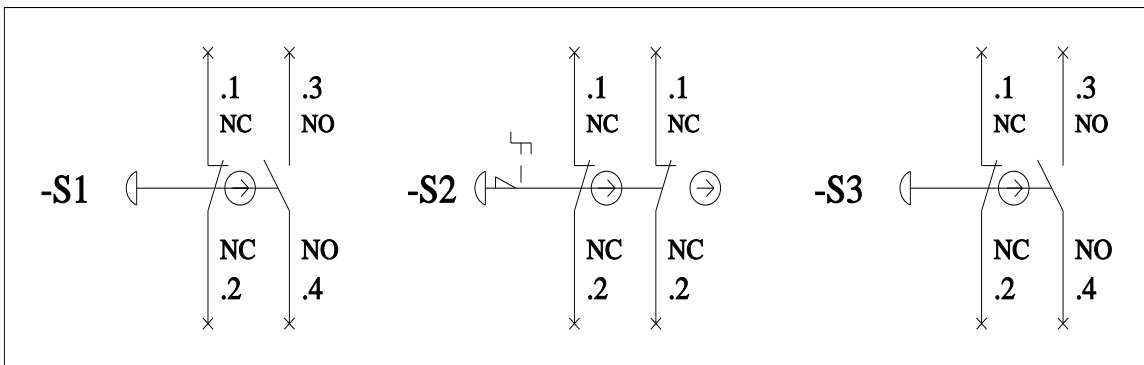 .1 .3 .1 .1 .1 .3
NC NO NC NC NC NO
-S1 -S2 -S3
NC NO NC NC NC NO
.2 .4 .2 .2 .2 .4